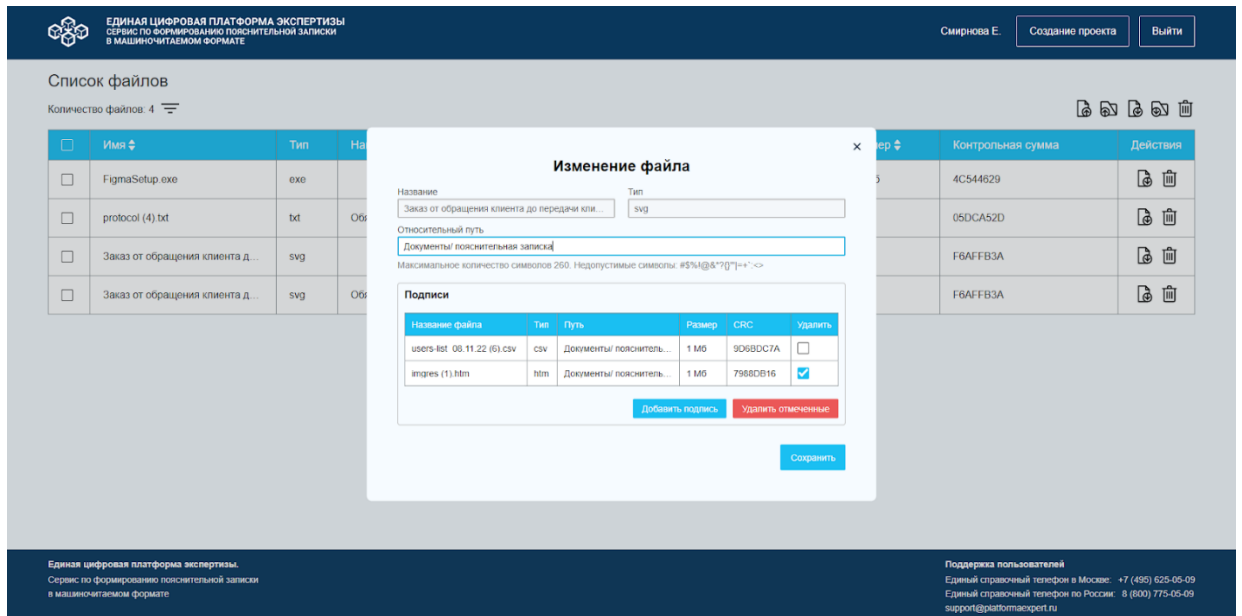 ЕДИНАЯ ЦИФРОВАЯ ПЛАТФОРМА ЭКСПЕРТИЗЫ
СЕРВИС ПО ФОРМИРОВАНИЮ ПОЯСНИТЕЛЬНОЙ ЗАПИСКИ
В МАШИНОЧИТАЕМОМ ФОРМАТЕ
Смирнова Е. Создание проекта Выйти
Список файлов
Количество файлов: 4
Имя Тип На ер Контрольная сумма Действия
FigmaSetup.exe exe 4C544629
protocol (4).txt txt Обя 05DCA52D
Заказ от обращения клиента д... svg F6AFFB3A
Заказ от обращения клиента д... svg Обя F6AFFB3A
Изменение файла
Название Тип
Заказ от обращения клиента до передачи кли... svg
Относительный путь
Документы/ пояснительная записка
Максимальное количество символов 260. Недопустимые символы:
Подписи
Название файла Тип Путь Размер CRC Удалить
users-list_08.11.22 (6).csv csv Документы/ пояснитель... 1 Мб 9D6BDC7A
imgres (1).htm htm Документы/ пояснитель... 1 Мб 7988DB16
Добавить подпись Удалить отмеченные
Сохранить
Единая цифровая платформа экспертизы.
Сервис по формированию пояснительной записки
в машиночитаемом формате
Поддержка пользователей
Единый справочный телефон в Москве: +7 (495) 625-05-09
Единый справочный телефон по России: 8 (800) 775-05-09
support@platformaexpert.ru